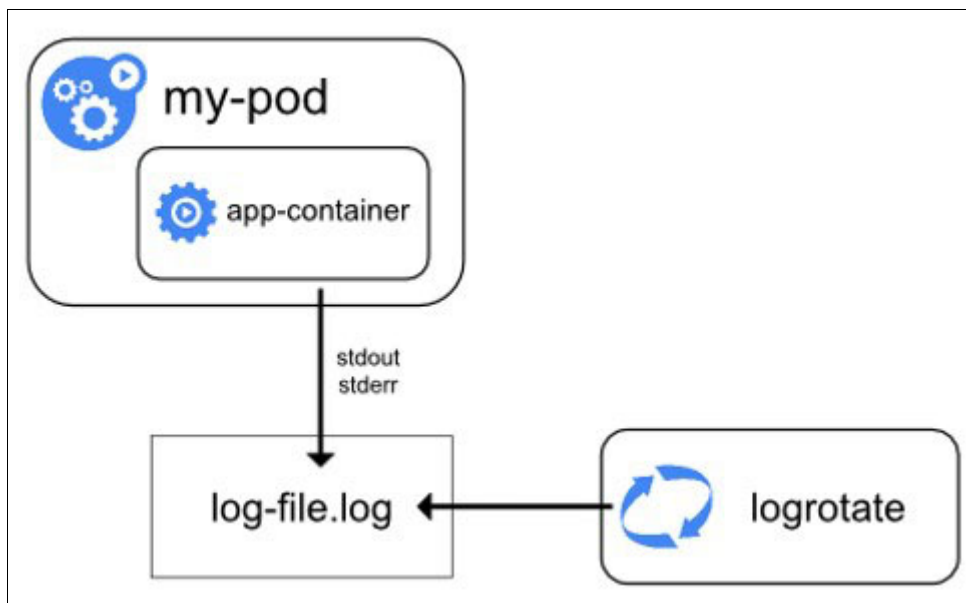 my-pod
app-container
stdout
stderr
log-file.log
logrotate